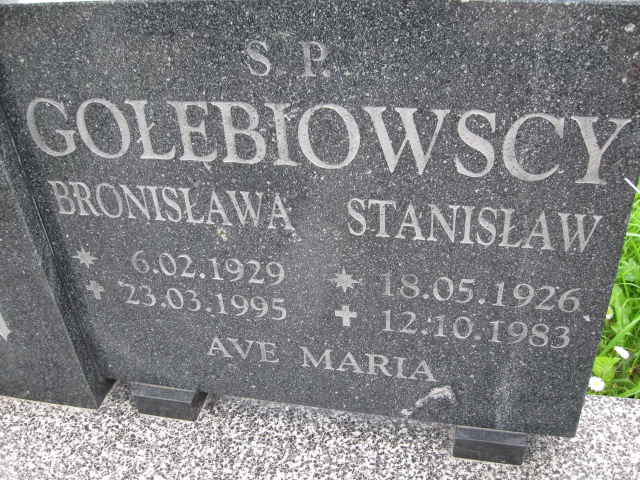 Ś. P.
GOŁĘBIOWSCY
BRONISŁAWA STANISŁAW
6.02.1929 18.05.1926
23.03.1995 12.10.1983
AVE MARIA